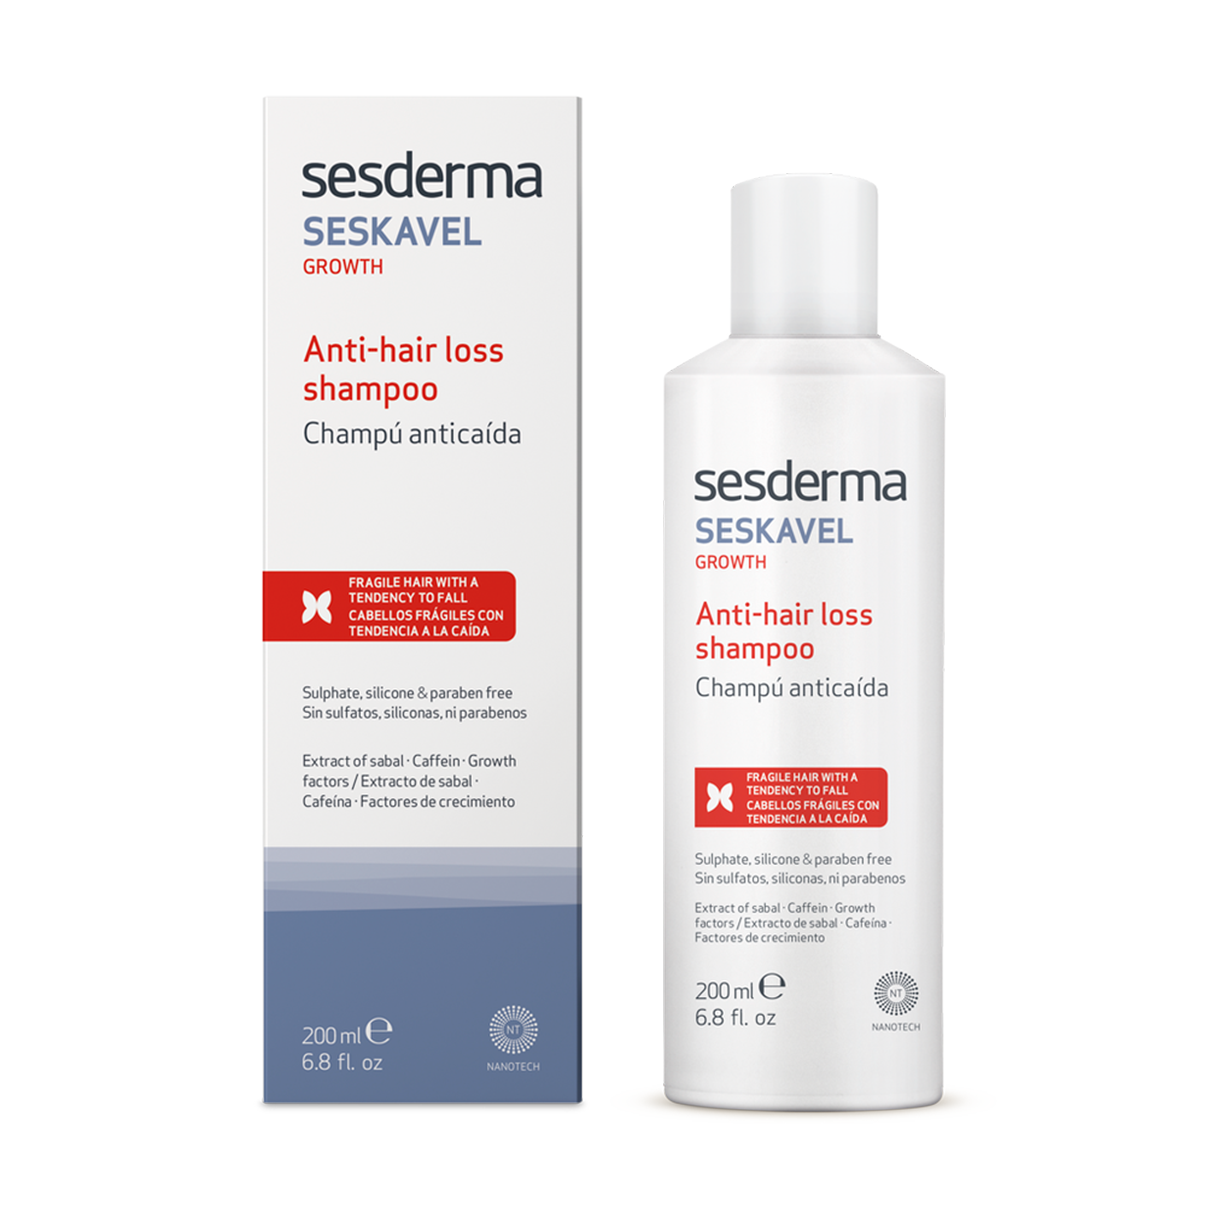 sesderma
SESKAVEL
GROWTH
Anti-hair loss
shampoo
Champú anticaída
FRAGILE HAIR WITH A
TENDENCY TO FALL
CABELLOS FRÁGILES CON
TENDENCIA A LA CAÍDA
Sulphate, silicone & paraben free
Sin sulfatos, siliconas, ni parabenos
Extract of sabal · Caffein · Growth
factors / Extracto de sabal ·
Cafeína · Factores de crecimiento
200 ml e
6.8 fl. oz
NT
NANOTECH
sesderma
SESKAVEL
GROWTH
Anti-hair loss
shampoo
Champú anticaída
FRAGILE HAIR WITH A
TENDENCY TO FALL
CABELLOS FRÁGILES CON
TENDENCIA A LA CAÍDA
Sulphate, silicone & paraben free
Sin sulfatos, siliconas, ni parabenos
Extract of sabal · Caffein · Growth
factors / Extracto de sabal · Cafeína ·
Factores de crecimiento
200 ml e
6.8 fl. oz
NT
NANOTECH